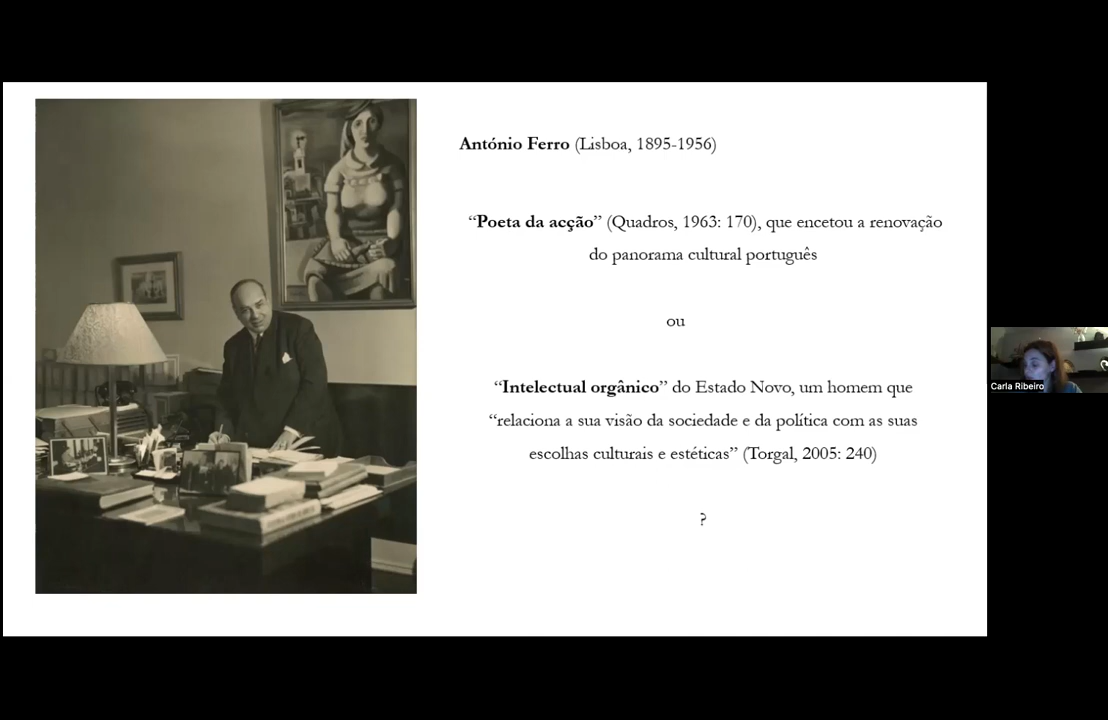 António Ferro (Lisboa, 1895-1956)
“Poeta da acção” (Quadros, 1963: 170), que encetou a renovação
do panorama cultural português
ou
“Intelectual orgânico” do Estado Novo, um homem que
“relaciona a sua visão da sociedade e da política com as suas
escolhas culturais e estéticas” (Torgal, 2005: 240)
?
Carla Ribeiro